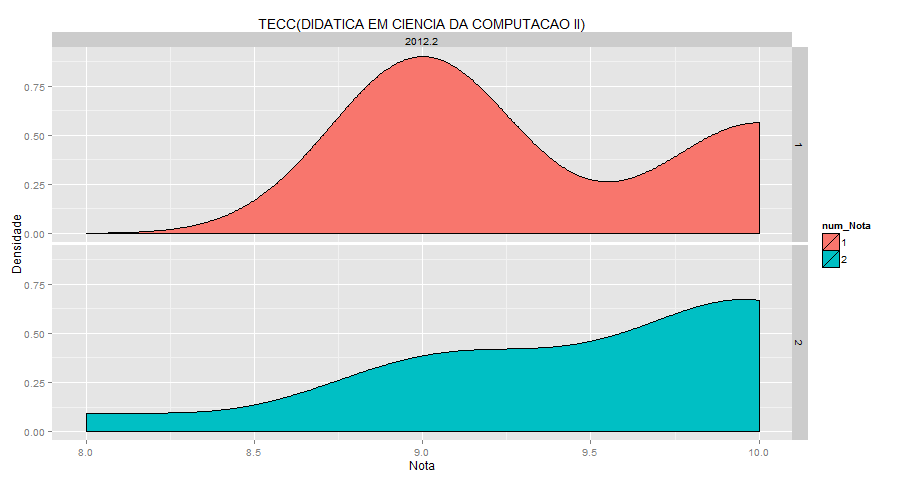 TECC(DIDATICA EM CIENCIA DA COMPUTACAO II)
2012.2
0.75
0.50
0.25
0.00
1
0.75
0.50
0.25
0.00
2
Densidade
8.0 8.5 9.0 9.5 10.0
Nota
num_Nota
1
2